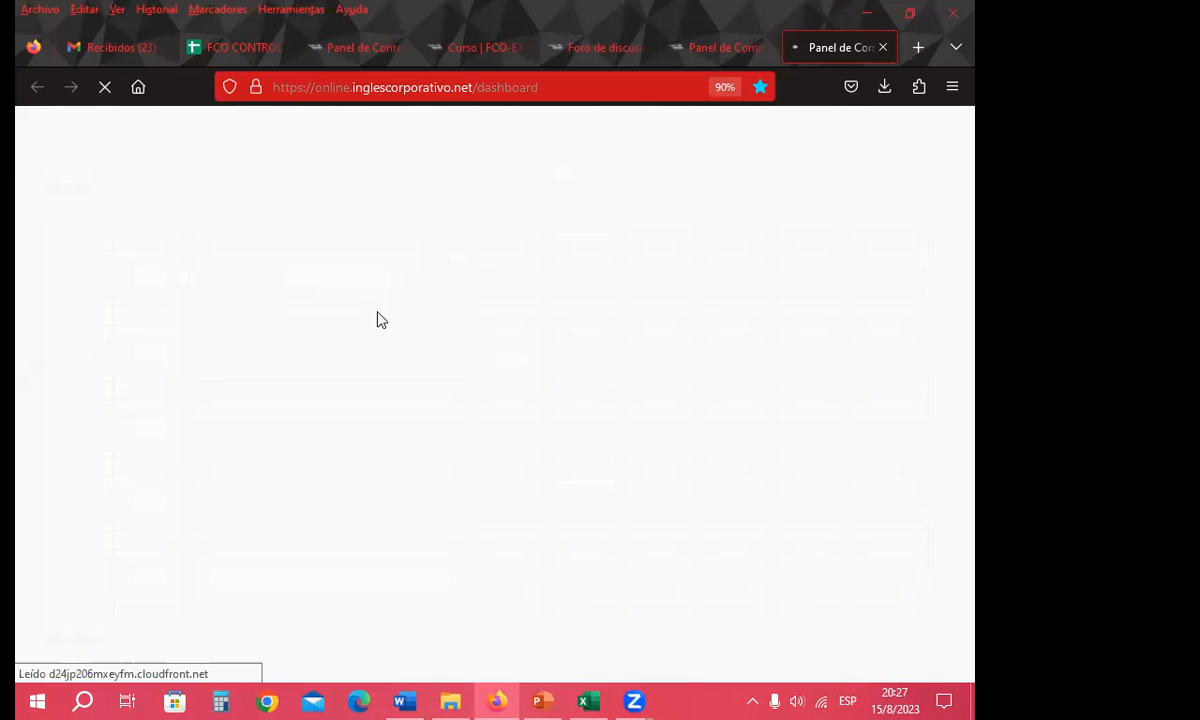 Archivo Editar Ver Historial Marcadores Herramientas Ayuda
Recibidos (23) FCO CONTROL Panel de Cont Curso | FCO-E Foro de discus Panel de Cont Panel de Con
https://online.inglescorporativo.net/dashboard 90%
Leído d24jp206mxeyfm.cloudfront.net
ESP 20:27
15/8/2023